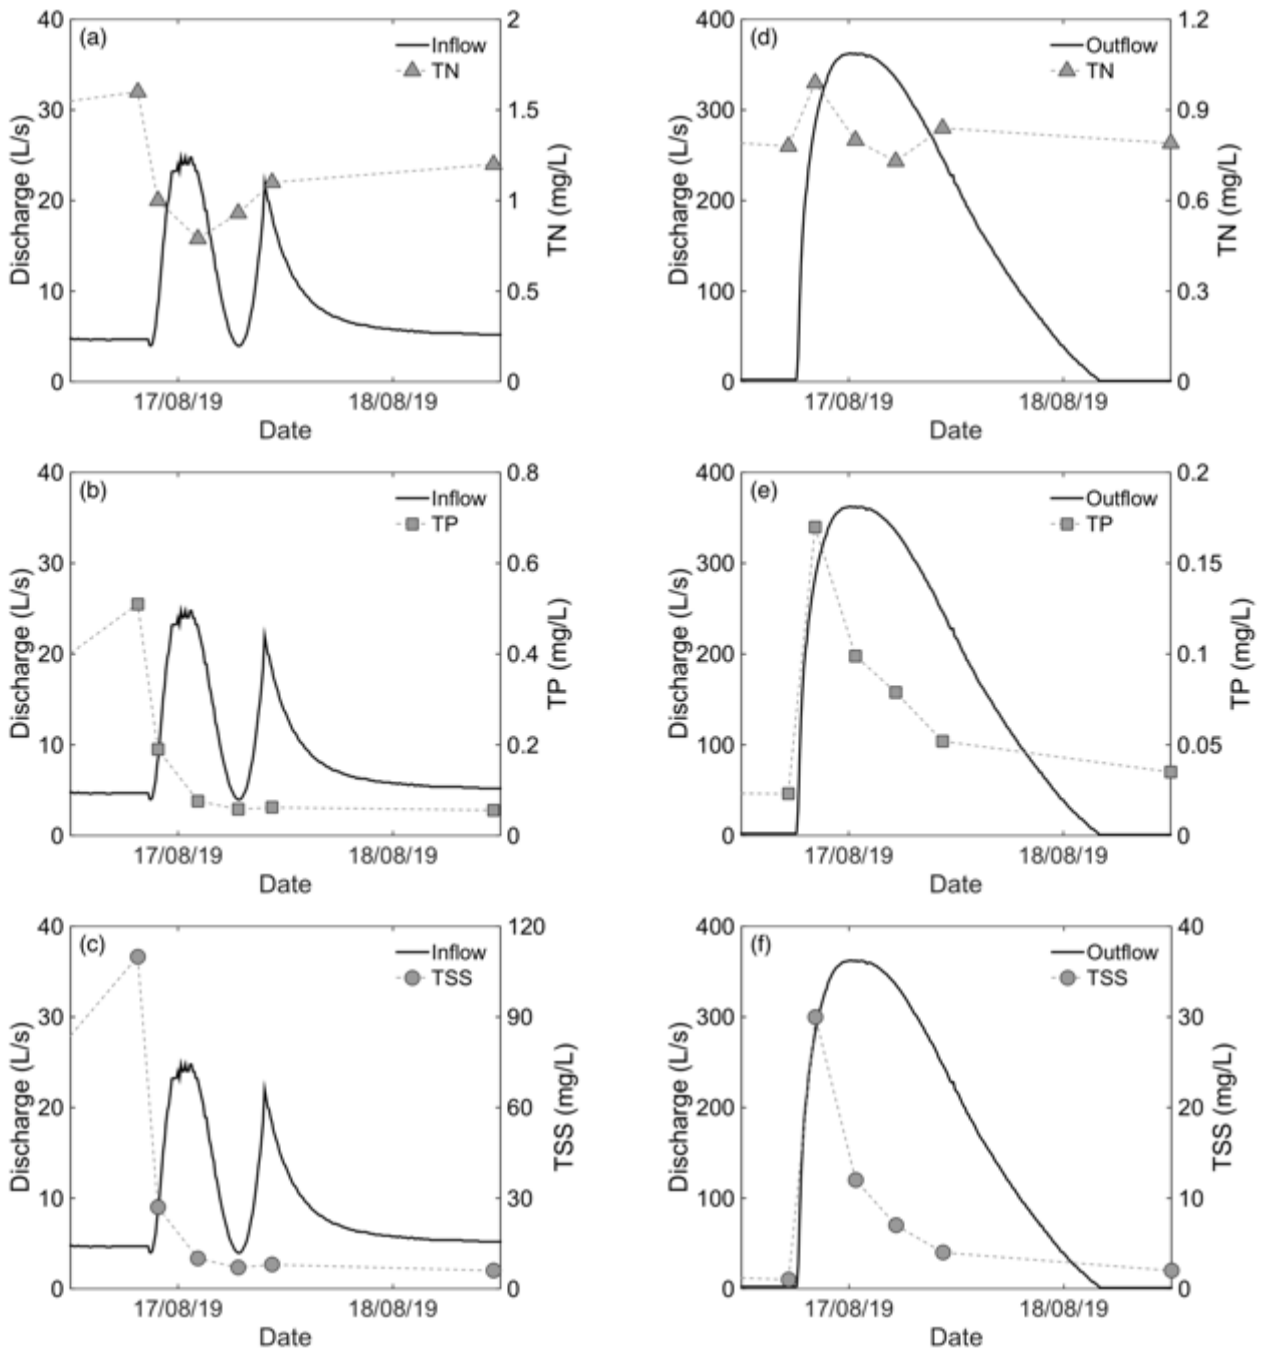 (a)
Inflow
TN
40
30
20
10
0
Discharge (L/s)
2
1.5
1
0.5
0
TN (mg/L)
17/08/19 18/08/19
Date
(d)
Outflow
TN
400
300
200
100
0
Discharge (L/s)
1.2
0.9
0.6
0.3
0
TN (mg/L)
17/08/19 18/08/19
Date
(b)
Inflow
TP
40
30
20
10
0
Discharge (L/s)
0.8
0.6
0.4
0.2
0
TP (mg/L)
17/08/19 18/08/19
Date
(e)
Outflow
TP
400
300
200
100
0
Discharge (L/s)
0.2
0.15
0.1
0.05
0
TP (mg/L)
17/08/19 18/08/19
Date
(c)
Inflow
TSS
40
30
20
10
0
Discharge (L/s)
120
90
60
30
0
TSS (mg/L)
17/08/19 18/08/19
Date
(f)
Outflow
TSS
400
300
200
100
0
Discharge (L/s)
40
30
20
10
0
TSS (mg/L)
17/08/19 18/08/19
Date